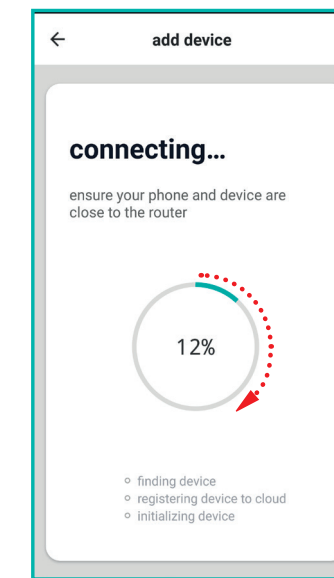 add device
connecting...
ensure your phone and device are
close to the router
12%
finding device
registering device to cloud
initializing device